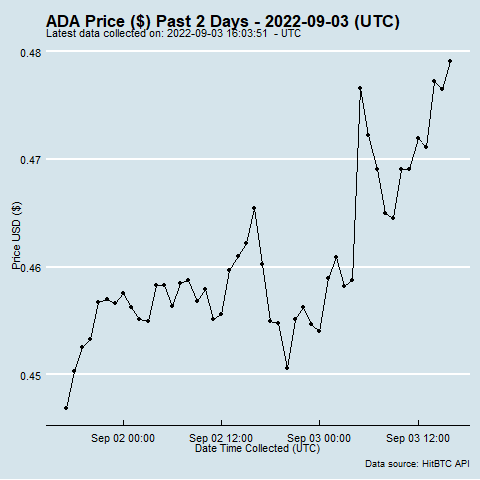 ADA Price ($) Past 2 Days - 2022-09-03 (UTC)
Latest data collected on: 2022-09-03 16:03:51 - UTC
0.48
0.47
0.46
0.45
Price USD ($)
Sep 02 00:00
Sep 02 12:00
Sep 03 00:00
Sep 03 12:00
Date Time Collected (UTC)
Data source: HitBTC API